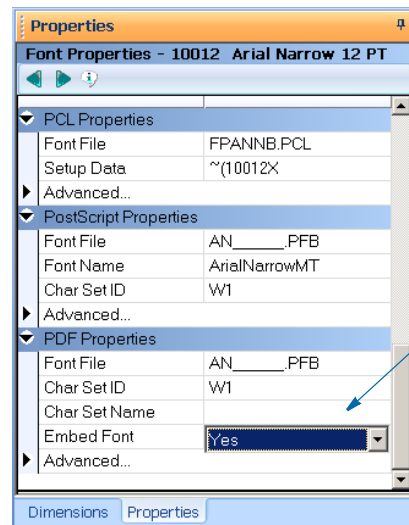 Properties
Font Properties - 10012 Arial Narrow 12 PT
PCL Properties
Font File FPANNB.PCL
Setup Data ~(10012X
Advanced...
PostScript Properties
Font File AN______.PFB
Font Name ArialNarrowMT
Char Set ID W1
Advanced...
PDF Properties
Font File AN______.PFB
Char Set ID W1
Char Set Name
Embed Font Yes
Advanced...
Dimensions Properties